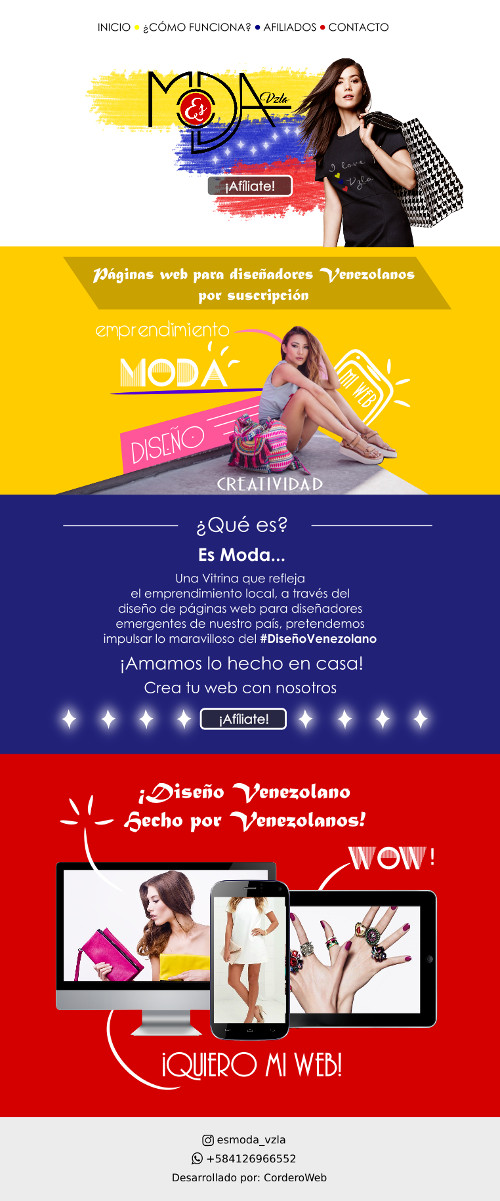 INICIO ¿CÓMO FUNCIONA? AFILIADOS CONTACTO
Es MODA Vzla
I love
Vzla
¡Afíliate!
Páginas web para diseñadores Venezolanos
por suscripción
emprendimiento
MODA
MI WEB
DISEÑO
CREATIVIDAD
¿Qué es?
Es Moda...
Una Vitrina que refleja
el emprendimiento local, a través del
diseño de páginas web para diseñadores
emergentes de nuestro país, pretendemos
impulsar lo maravilloso del #DiseñoVenezolano
¡Amamos lo hecho en casa!
Crea tu web con nosotros
¡Afíliate!
¡Diseño Venezolano
Hecho por Venezolanos!
WOW!
¡QUIERO MI WEB!
esmoda_vzla
+584126966552
Desarrollado por: CorderoWeb